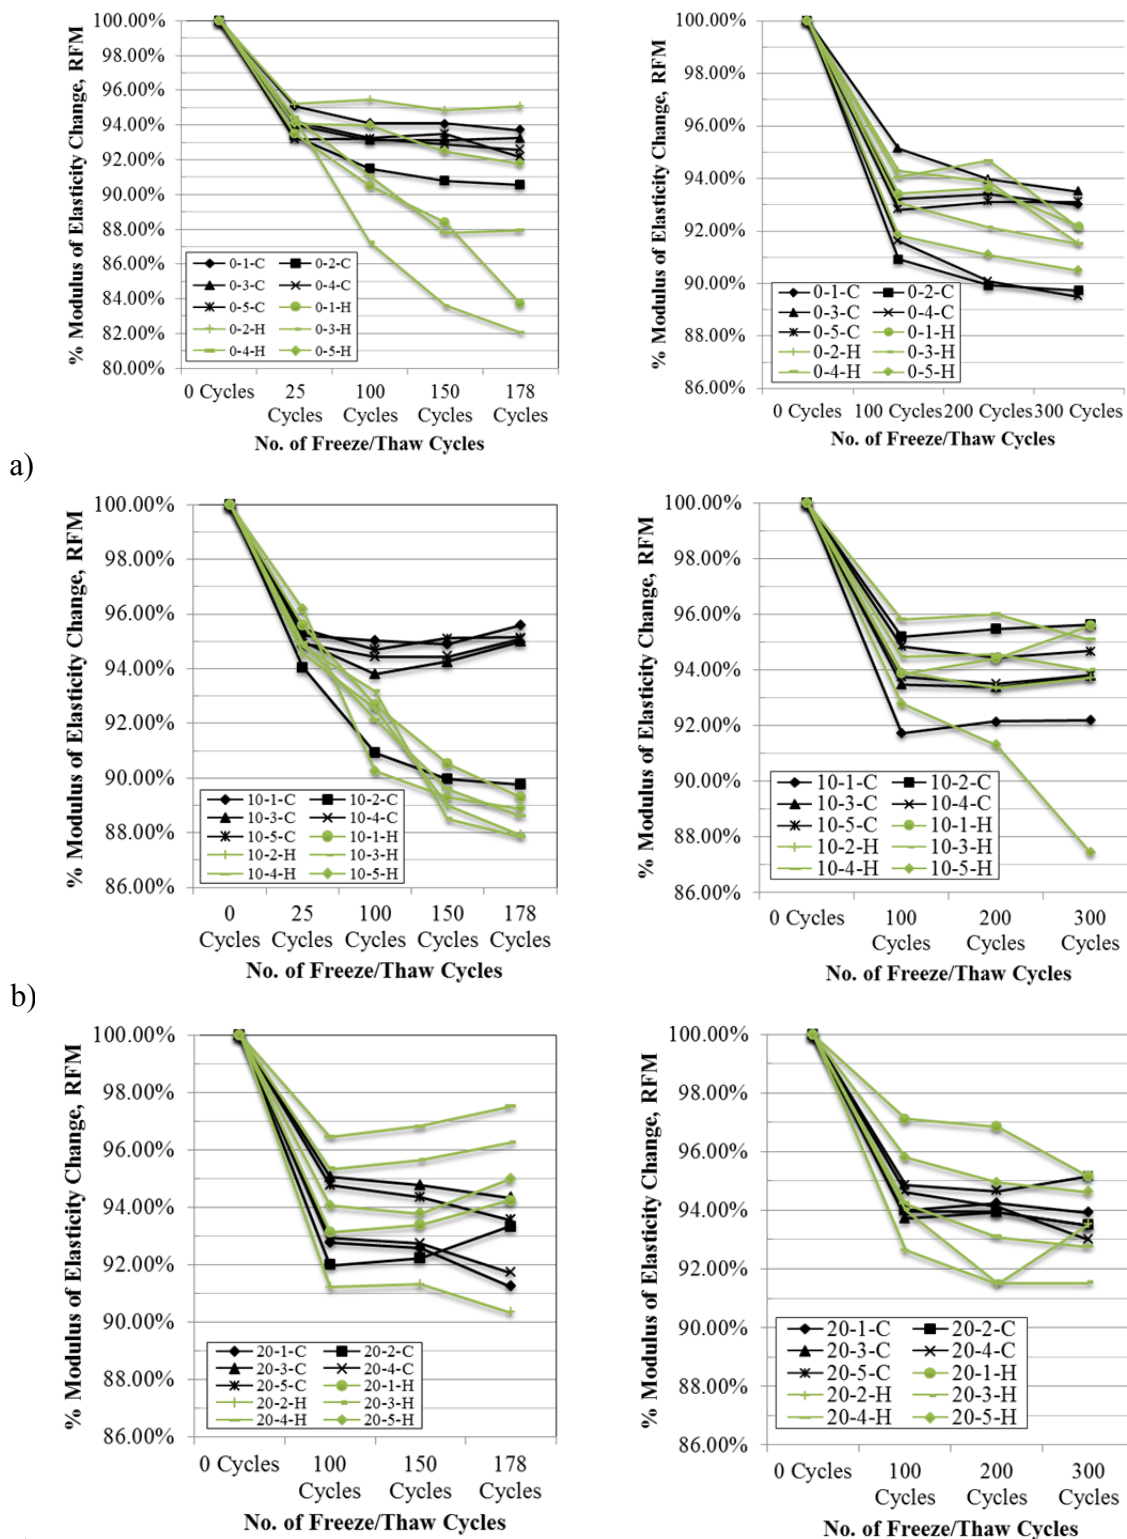 % Modulus of Elasticity Change, RFM
100.00%
98.00%
96.00%
94.00%
92.00%
90.00%
88.00%
86.00%
84.00%
82.00%
80.00%
0-1-C 0-2-C
0-3-C 0-4-C
0-5-C 0-1-H
0-2-H 0-3-H
0-4-H 0-5-H
0 Cycles 25 100 150 178
Cycles Cycles Cycles Cycles
No. of Freeze/Thaw Cycles
% Modulus of Elasticity Change, RFM
100.00%
98.00%
96.00%
94.00%
92.00%
90.00%
88.00%
86.00%
0-1-C 0-2-C
0-3-C 0-4-C
0-5-C 0-1-H
0-2-H 0-3-H
0-4-H 0-5-H
0 Cycles 100 Cycles 200 Cycles 300 Cycles
No. of Freeze/Thaw Cycles
a)
% Modulus of Elasticity Change, RFM
100.00%
98.00%
96.00%
94.00%
92.00%
90.00%
88.00%
86.00%
10-1-C 10-2-C
10-3-C 10-4-C
10-5-C 10-1-H
10-2-H 10-3-H
10-4-H 10-5-H
0 25 100 150 178
Cycles Cycles Cycles Cycles Cycles
No. of Freeze/Thaw Cycles
% Modulus of Elasticity Change, RFM
100.00%
98.00%
96.00%
94.00%
92.00%
90.00%
88.00%
86.00%
10-1-C 10-2-C
10-3-C 10-4-C
10-5-C 10-1-H
10-2-H 10-3-H
10-4-H 10-5-H
0 Cycles 100 200 300
Cycles Cycles Cycles
No. of Freeze/Thaw Cycles
b)
% Modulus of Elasticity Change, RFM
100.00%
98.00%
96.00%
94.00%
92.00%
90.00%
88.00%
86.00%
20-1-C 20-2-C
20-3-C 20-4-C
20-5-C 20-1-H
20-2-H 20-3-H
20-4-H 20-5-H
0 Cycles 100 150 178
Cycles Cycles Cycles
No. of Freeze/Thaw Cycles
% Modulus of Elasticity Change, RFM
100.00%
98.00%
96.00%
94.00%
92.00%
90.00%
88.00%
86.00%
20-1-C 20-2-C
20-3-C 20-4-C
20-5-C 20-1-H
20-2-H 20-3-H
20-4-H 20-5-H
0 Cycles 100 200 300
Cycles Cycles Cycles
No. of Freeze/Thaw Cycles